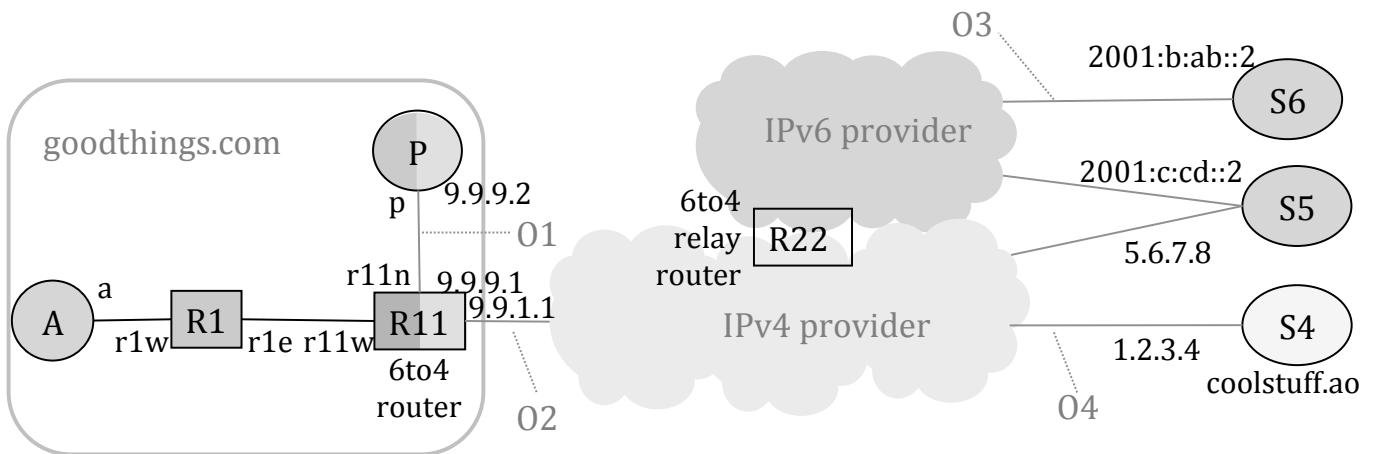 O3
2001:b:ab::2
S6
IPv6 provider
goodthings.com
P
9.9.9.2
p
O1
2001:c:cd::2
S5
5.6.7.8
6to4
relay
router
R22
r11n
9.9.9.1
9.9.1.1
a
A
R1
r1w
r1e
r11w
R11
6to4
router
O2
IPv4 provider
S4
1.2.3.4
coolstuff.ao
O4